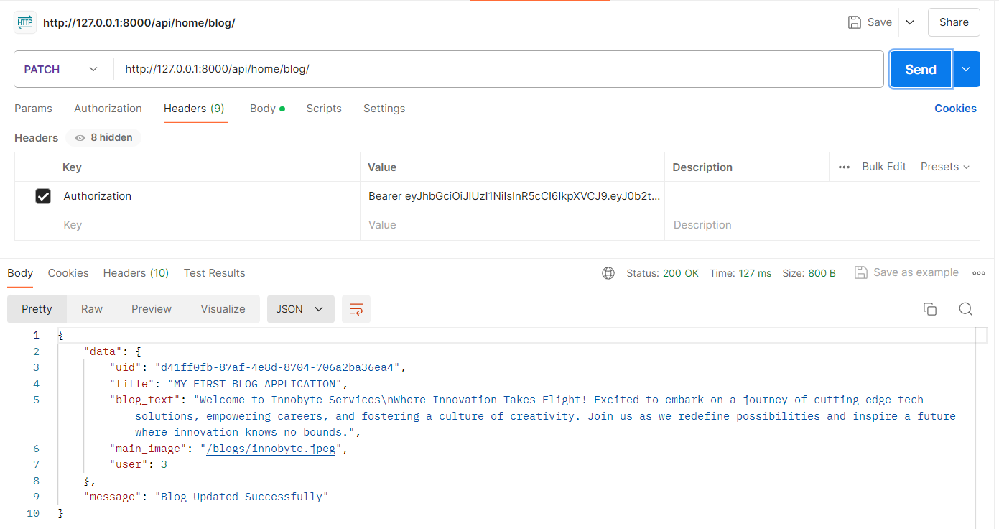 HTTP http://127.0.0.1:8000/api/home/blog/ Save Share
PATCH http://127.0.0.1:8000/api/home/blog/ Send
Params Authorization Headers (9) Body Scripts Settings Cookies
Headers 8 hidden
Key Value Description Bulk Edit Presets
Authorization Bearer eyJhbGciOiJIUzI1NiIsInR5cCI6IkpXVCJ9.eyJ0b2t...
Key Value Description
Body Cookies Headers (10) Test Results Status: 200 OK Time: 127 ms Size: 800 B Save as example
Pretty Raw Preview Visualize JSON
1 {
2 "data": {
3 "uid": "d41ff0fb-87af-4e8d-8704-706a2ba36ea4",
4 "title": "MY FIRST BLOG APPLICATION",
5 "blog_text": "Welcome to Innobyte Services\nWhere Innovation Takes Flight! Excited to embark on a journey of cutting-edge tech
solutions, empowering careers, and fostering a culture of creativity. Join us as we redefine possibilities and inspire a future
where innovation knows no bounds.",
6 "main_image": "/blogs/innobyte.jpeg",
7 "user": 3
8 },
9 "message": "Blog Updated Successfully"
10 }